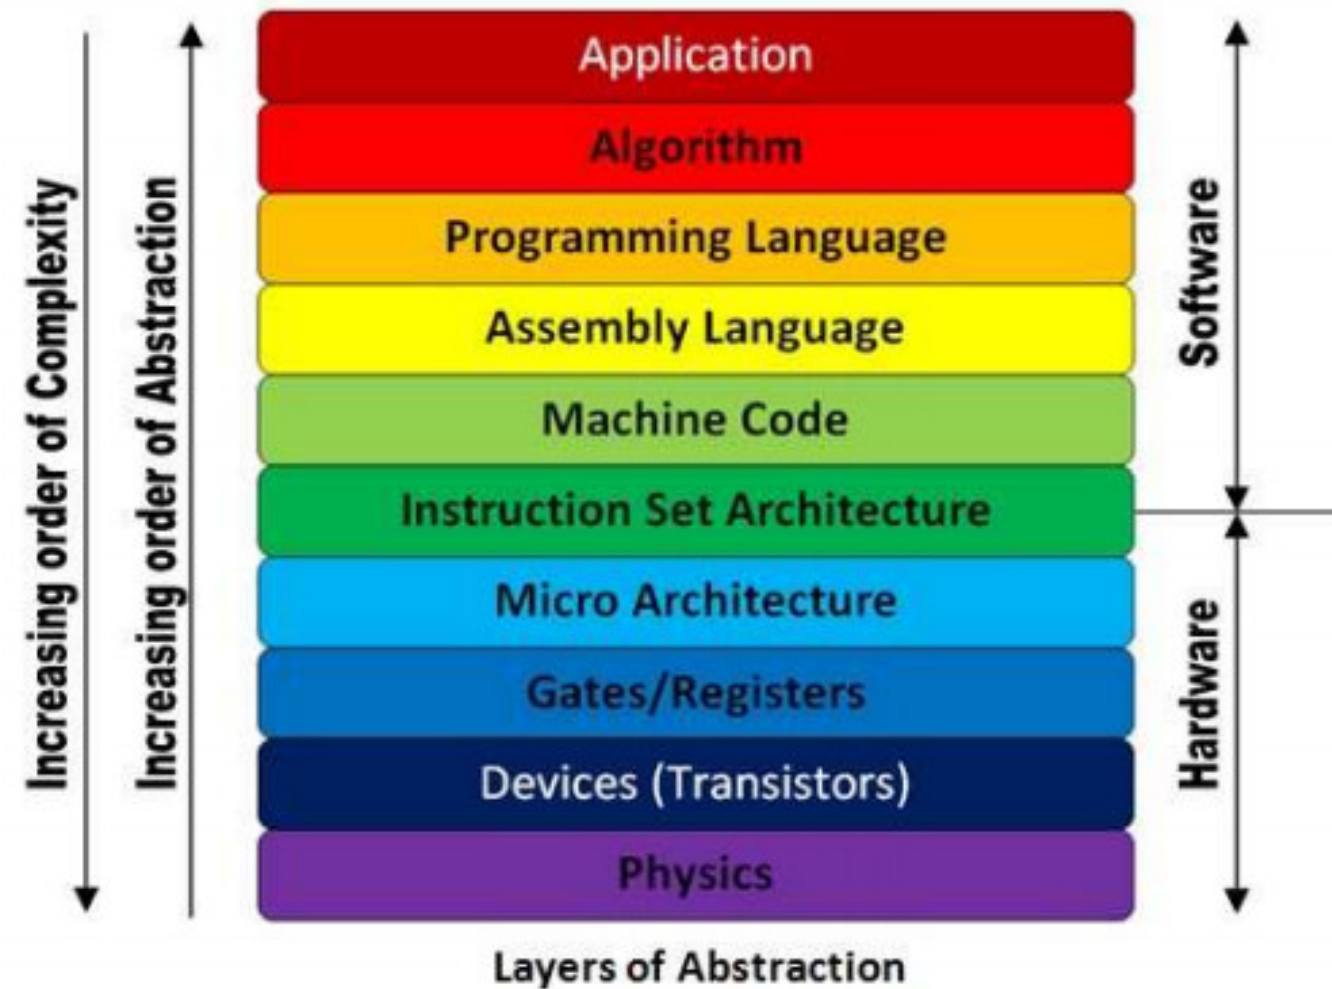 Increasing order of Complexity
Increasing order of Abstraction
Application
Algorithm
Programming Language
Assembly Language
Machine Code
Instruction Set Architecture
Micro Architecture
Gates/Registers
Devices (Transistors)
Physics
Software
Hardware
Layers of Abstraction